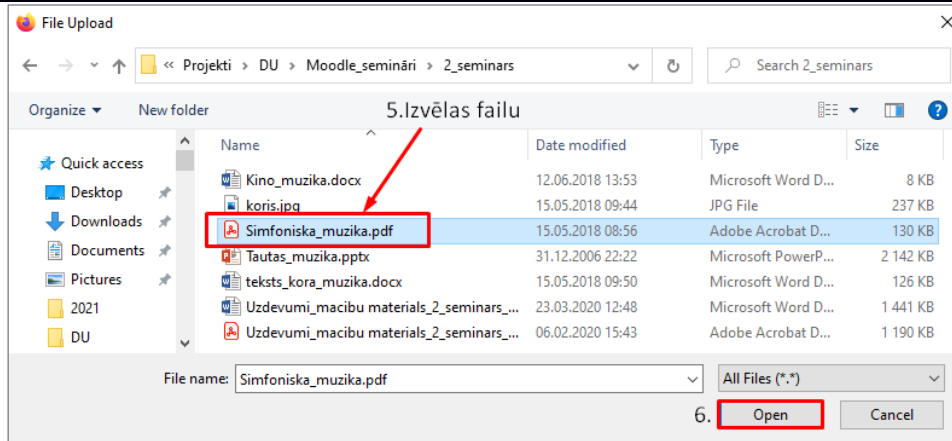 File Upload
« Projekti > DU > Moodle_semināri > 2_seminars
Search 2_seminars
Organize New folder
5.Izvēlas failu
Name Date modified Type Size
Quick access
Desktop
Downloads
Documents
Pictures
2021
DU
Kino_muzika.docx 12.06.2018 13:53 Microsoft Word D... 8 KB
koris.jpg 15.05.2018 09:44 JPG File 237 KB
Simfoniska_muzika.pdf 15.05.2018 08:56 Adobe Acrobat D... 130 KB
Tautas_muzika.pptx 31.12.2006 22:22 Microsoft PowerP... 2 142 KB
teksts_kora_muzika.docx 15.05.2018 09:50 Microsoft Word D... 126 KB
Uzdevumi_macibu materials_2_seminars_... 23.03.2020 12:48 Microsoft Word D... 1 441 KB
Uzdevumi_macibu materials_2_seminars_... 06.02.2020 15:43 Adobe Acrobat D... 1 190 KB
File name: Simfoniska_muzika.pdf All Files (*.*)
6. Open Cancel